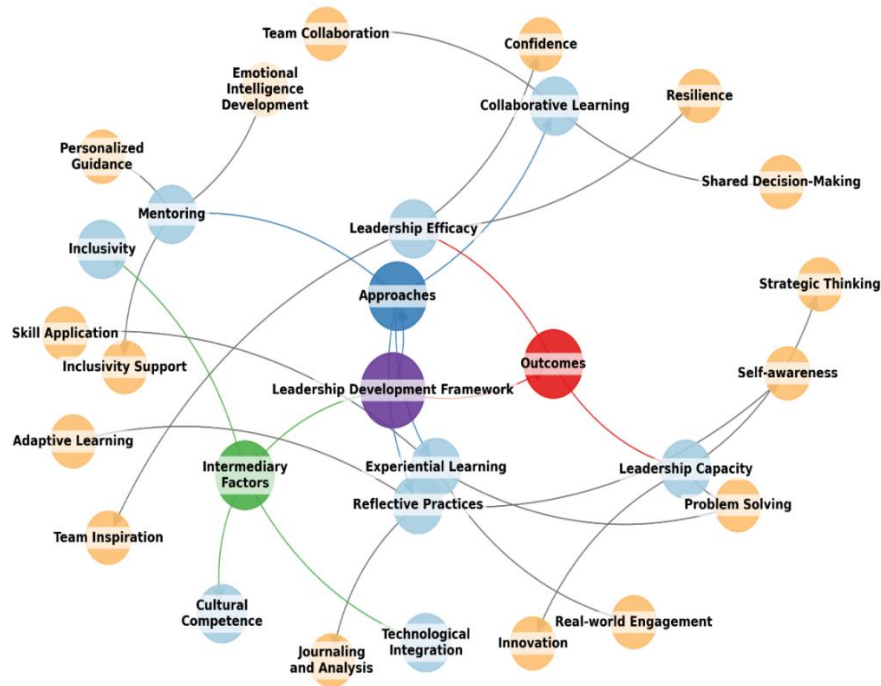 Team Collaboration
Confidence
Emotional
Intelligence
Development
Collaborative Learning
Resilience
Personalized
Guidance
Shared Decision-Making
Mentoring
Leadership Efficacy
Inclusivity
Strategic Thinking
Approaches
Skill Application
Inclusivity Support
Outcomes
Self-awareness
Leadership Development Framework
Adaptive Learning
Intermediary
Factors
Experiential Learning
Leadership Capacity
Reflective Practices
Problem Solving
Team Inspiration
Cultural
Competence
Technological
Integration
Real-world Engagement
Innovation
Journaling
and Analysis